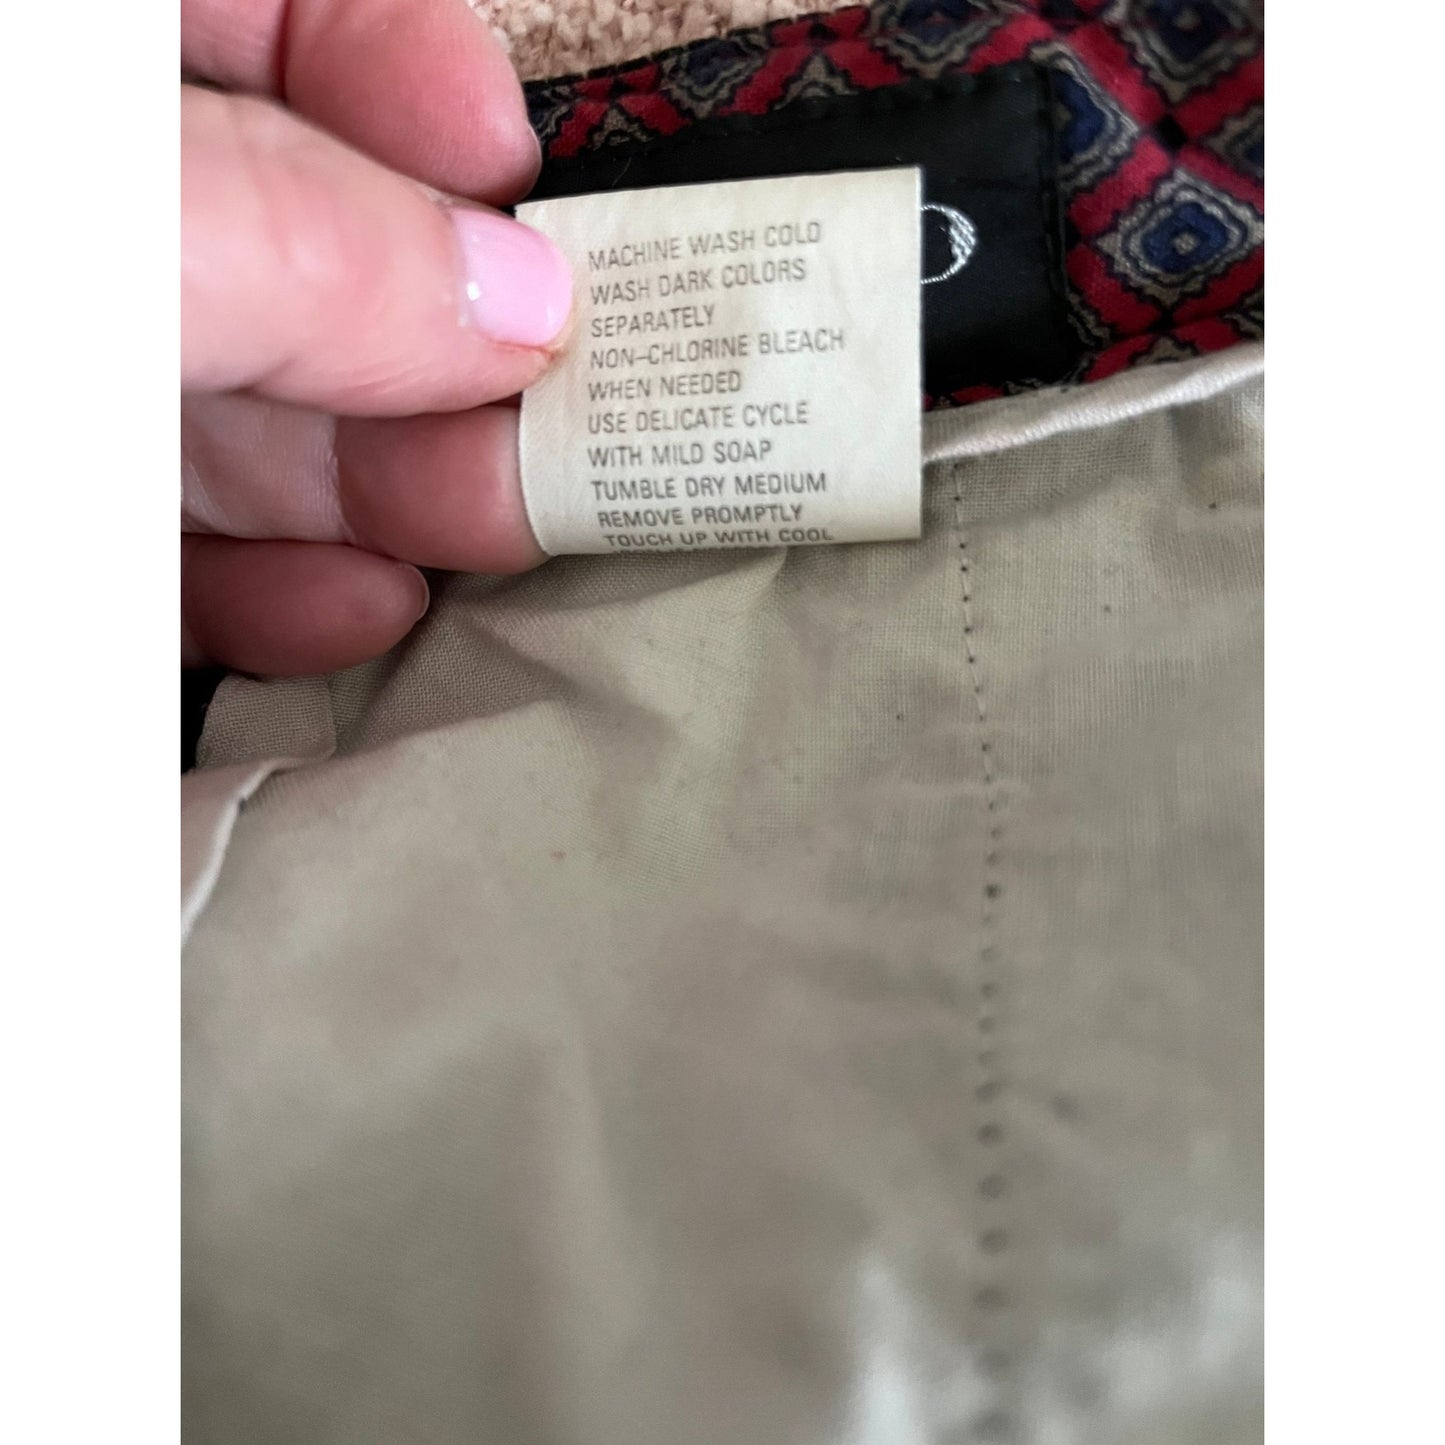 MACHINE WASH COLD
WASH DARK COLORS
SEPARATELY
NON-CHLORINE BLEACH
WHEN NEEDED
USE DELICATE CYCLE
WITH MILD SOAP
TUMBLE DRY MEDIUM
REMOVE PROMPTLY
TOUCH UP WITH COOL